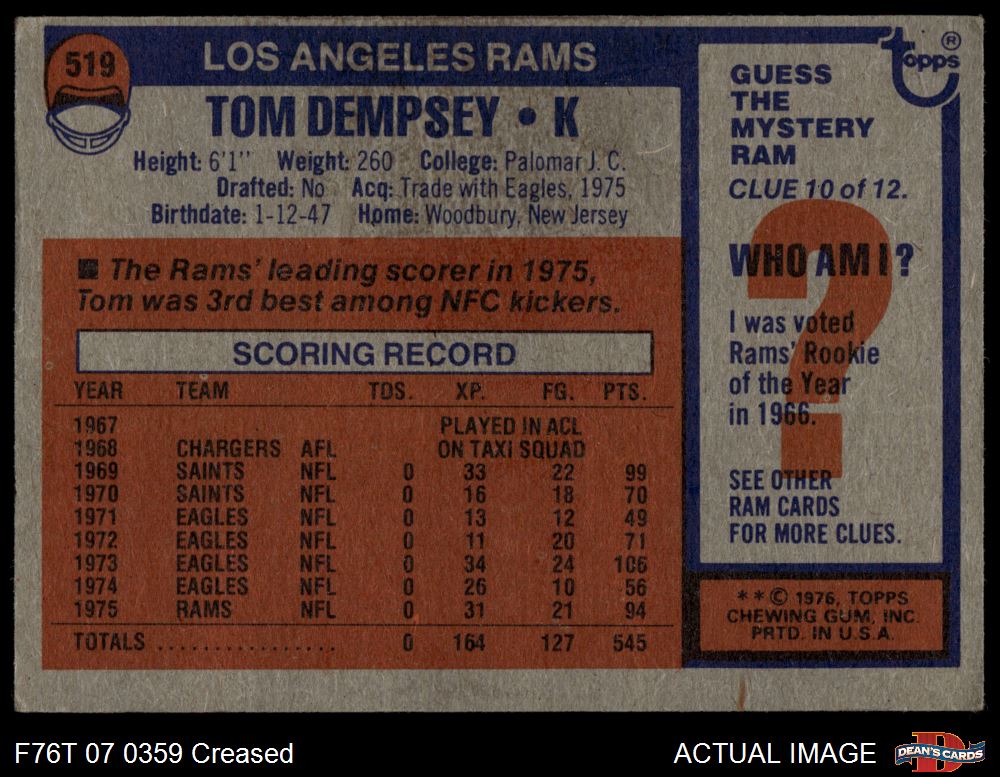 519
LOS ANGELES RAMS
TOM DEMPSEY • K
Height: 6'1" Weight: 260 College: Palomar J. C.
Drafted: No Acq: Trade with Eagles, 1975
Birthdate: 1-12-47 Home: Woodbury, New Jersey
■ The Rams' leading scorer in 1975,
Tom was 3rd best among NFC kickers.
SCORING RECORD
YEAR TEAM TDS. XP. FG. PTS.
1967 PLAYED IN ACL
1968 CHARGERS AFL ON TAXI SQUAD
1969 SAINTS NFL 0 33 22 99
1970 SAINTS NFL 0 16 18 70
1971 EAGLES NFL 0 13 12 49
1972 EAGLES NFL 0 11 20 71
1973 EAGLES NFL 0 34 24 106
1974 EAGLES NFL 0 26 10 56
1975 RAMS NFL 0 31 21 94
TOTALS ................ 0 164 127 545
topps ®
GUESS
THE
MYSTERY
RAM
CLUE 10 of 12.
?
WHO AM I ?
I was voted
Rams' Rookie
of the Year
in 1966.
SEE OTHER
RAM CARDS
FOR MORE CLUES.
* * © 1976, TOPPS
CHEWING GUM, INC.
PRTD. IN U.S.A.
F76T 07 0359 Creased
ACTUAL IMAGE
DEAN'S CARDS